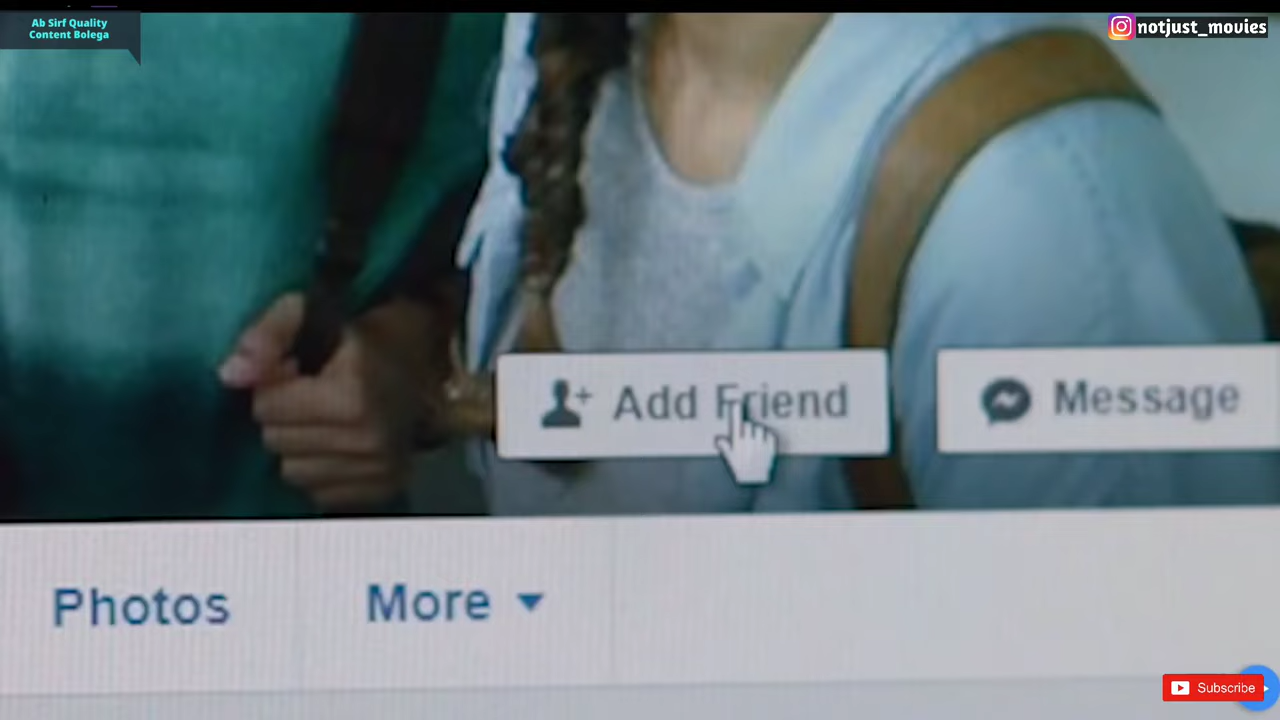 Ab Sirf Quality
Content Bolega
notjust_movies
Add Friend
Message
Photos
More
Subscribe